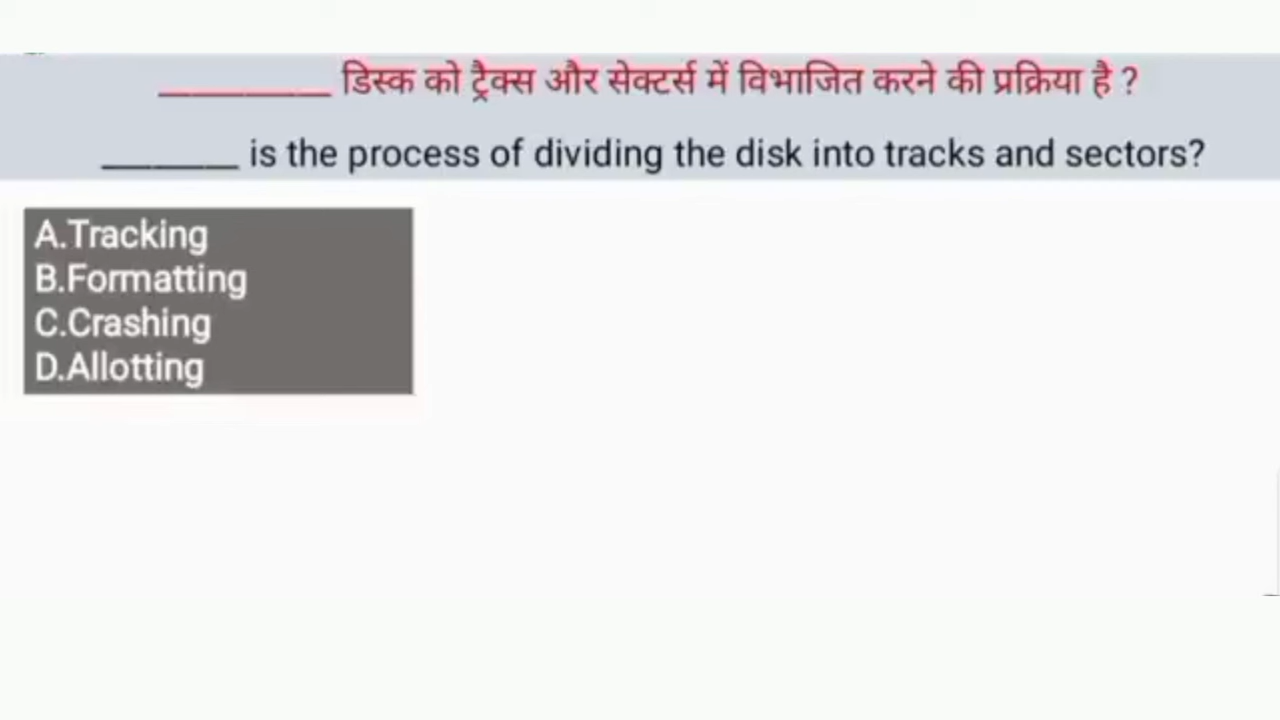 __________ डिस्क को ट्रैक्स और सेक्टर्स में विभाजित करने की प्रक्रिया है ?
________ is the process of dividing the disk into tracks and sectors?
A.Tracking
B.Formatting
C.Crashing
D.Allotting